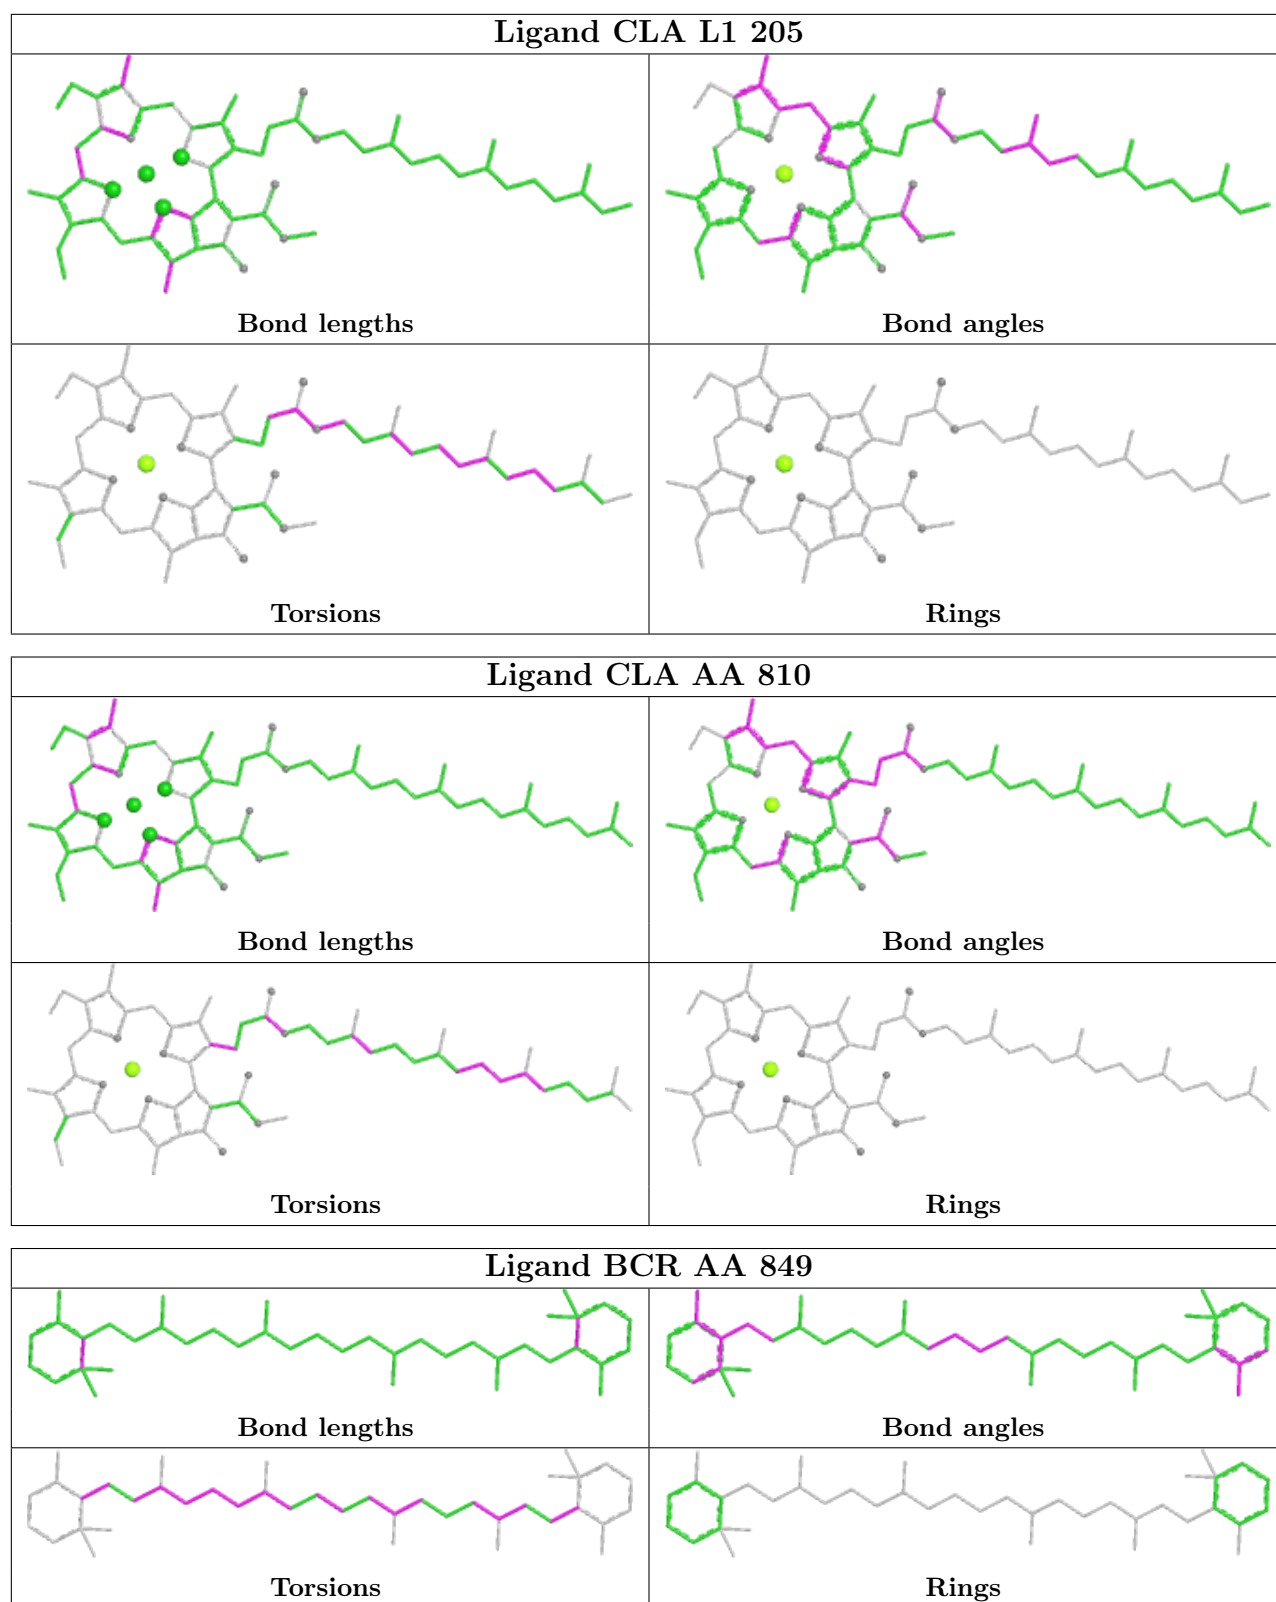 Ligand CLA L1 205
Bond lengths
Bond angles
Torsions
Rings
Ligand CLA AA 810
Bond lengths
Bond angles
Torsions
Rings
Ligand BCR AA 849
Bond lengths
Bond angles
Torsions
Rings